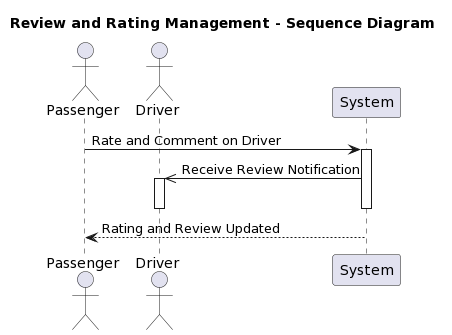 Review and Rating Management - Sequence Diagram
Passenger Driver System
Rate and Comment on Driver
Receive Review Notification
Rating and Review Updated
Passenger Driver System